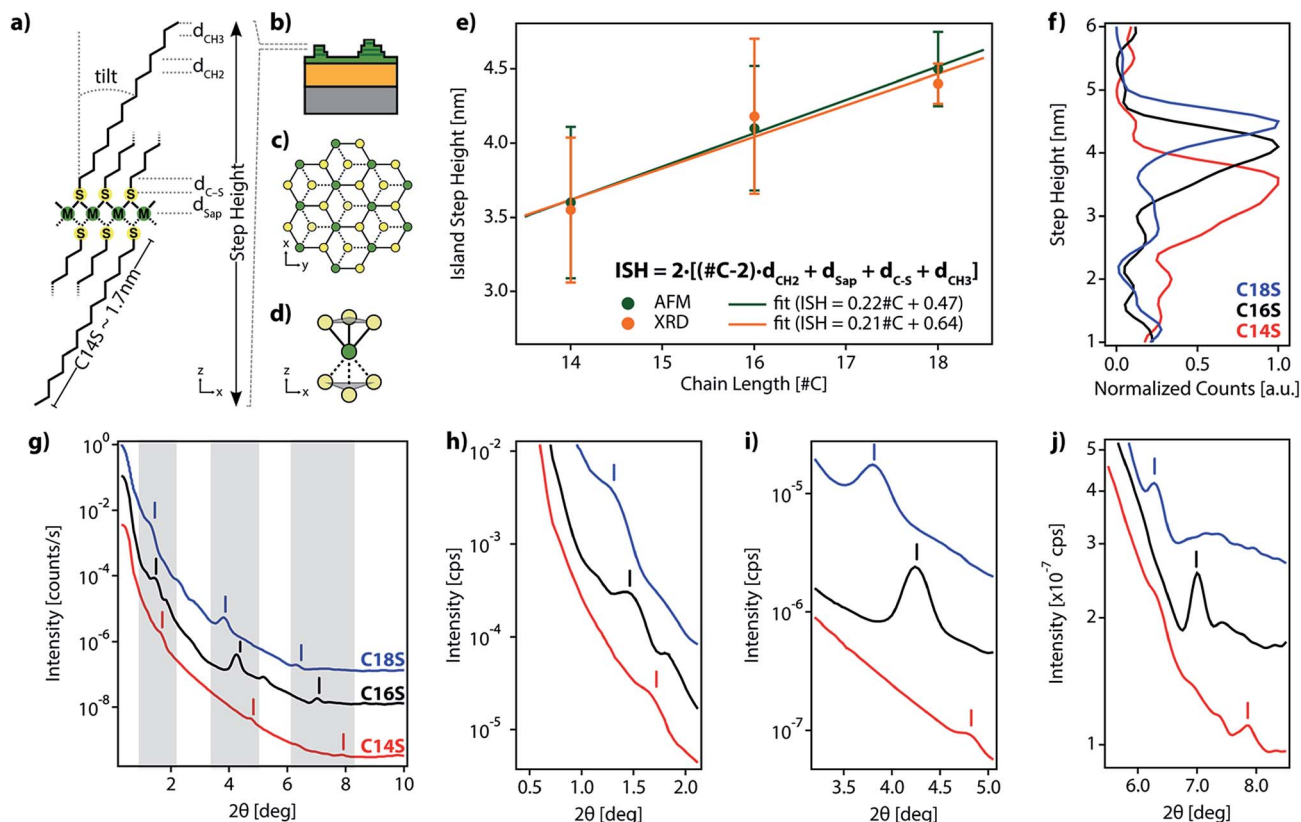 a)
d_CH3
d_CH2
tilt
S S S
d_C–S
M M M M
d_Sap
S S S
C14S ~ 1.7nm
z
x
Step Height
b)
c)
x
y
d)
z
x
e)
Island Step Height [nm]
4.5
4.0
3.5
3.0
ISH = 2·[(#C-2)·d_CH2 + d_Sap + d_C-S + d_CH3]
AFM fit (ISH = 0.22#C + 0.47)
XRD fit (ISH = 0.21#C + 0.64)
14 15 16 17 18
Chain Length [#C]
f)
Step Height [nm]
6
5
4
3
2
1
C18S
C16S
C14S
0.0 0.2 0.4 0.6 0.8 1.0
Normalized Counts [a.u.]
g)
Intensity [counts/s]
10^0
10^-2
10^-4
10^-6
10^-8
C18S
C16S
C14S
2 4 6 8 10
2θ [deg]
h)
Intensity [cps]
10^-2
10^-3
10^-4
10^-5
0.5 1.0 1.5 2.0
2θ [deg]
i)
Intensity [cps]
10^-5
10^-6
10^-7
3.5 4.0 4.5 5.0
2θ [deg]
j)
Intensity [x10^-7 cps]
5
4
3
2
1
6.0 7.0 8.0
2θ [deg]